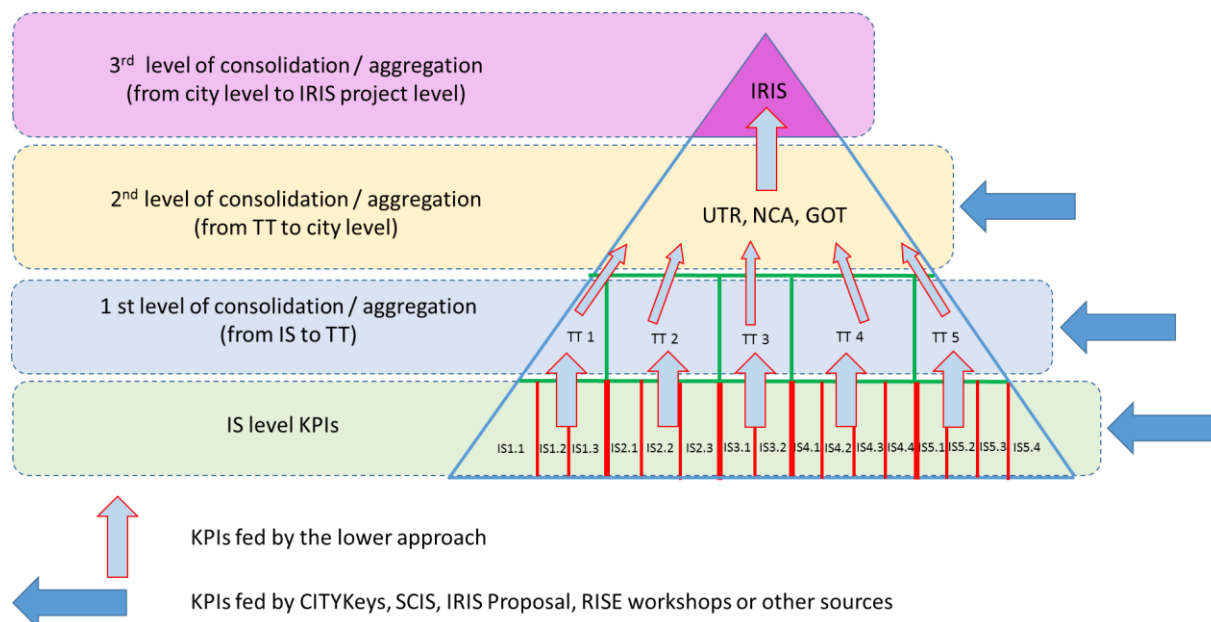 3rd level of consolidation / aggregation
(from city level to IRIS project level)
IRIS
2nd level of consolidation / aggregation
(from TT to city level)
UTR, NCA, GOT
1 st level of consolidation / aggregation
(from IS to TT)
TT 1
TT 2
TT 3
TT 4
TT 5
IS level KPIs
IS1.1
IS1.2
IS1.3
IS2.1
IS2.2
IS2.3
IS3.1
IS3.2
IS4.1
IS4.2
IS4.3
IS4.4
IS5.1
IS5.2
IS5.3
IS5.4
KPIs fed by the lower approach
KPIs fed by CITYKeys, SCIS, IRIS Proposal, RISE workshops or other sources